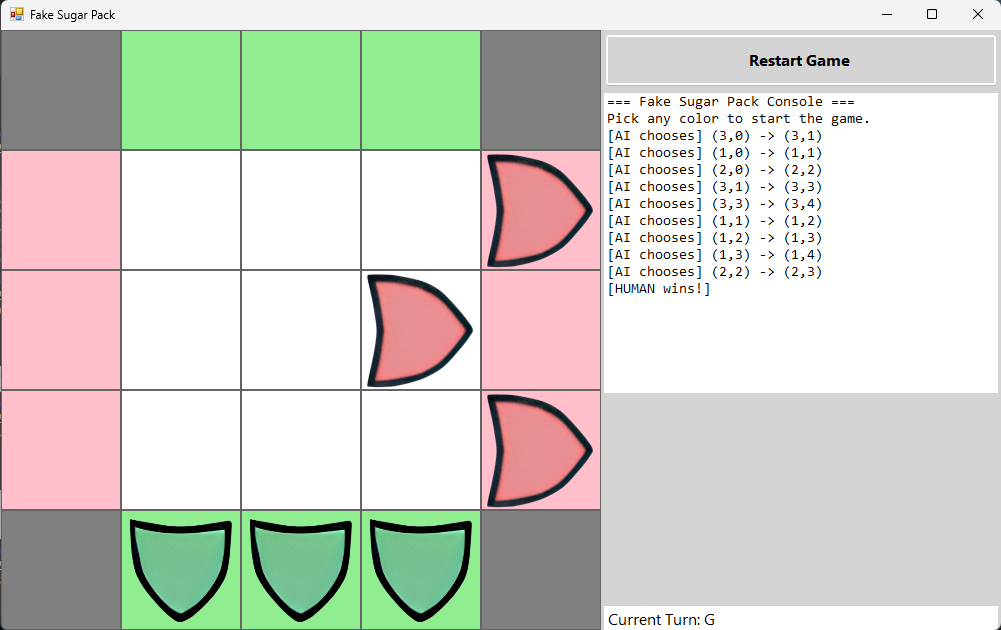 Fake Sugar Pack
Restart Game
=== Fake Sugar Pack Console ===
Pick any color to start the game.
[AI chooses] (3,0) -> (3,1)
[AI chooses] (1,0) -> (1,1)
[AI chooses] (2,0) -> (2,2)
[AI chooses] (3,1) -> (3,3)
[AI chooses] (3,3) -> (3,4)
[AI chooses] (1,1) -> (1,2)
[AI chooses] (1,2) -> (1,3)
[AI chooses] (1,3) -> (1,4)
[AI chooses] (2,2) -> (2,3)
[HUMAN wins!]
Current Turn: G